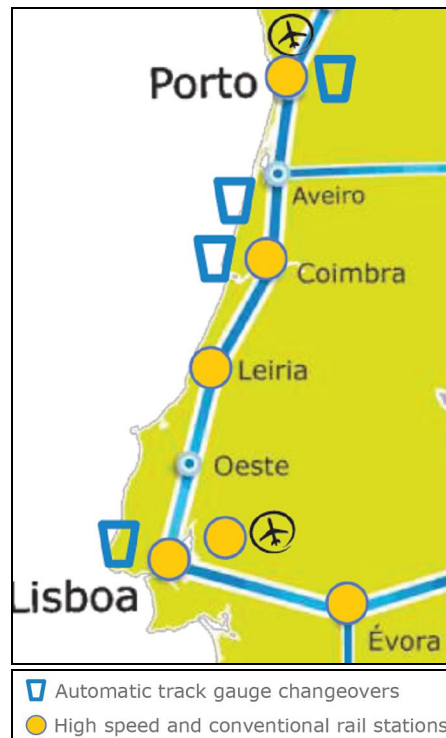 Porto
Aveiro
Coimbra
Leiria
Oeste
Lisboa
Évora
Automatic track gauge changeovers
High speed and conventional rail stations